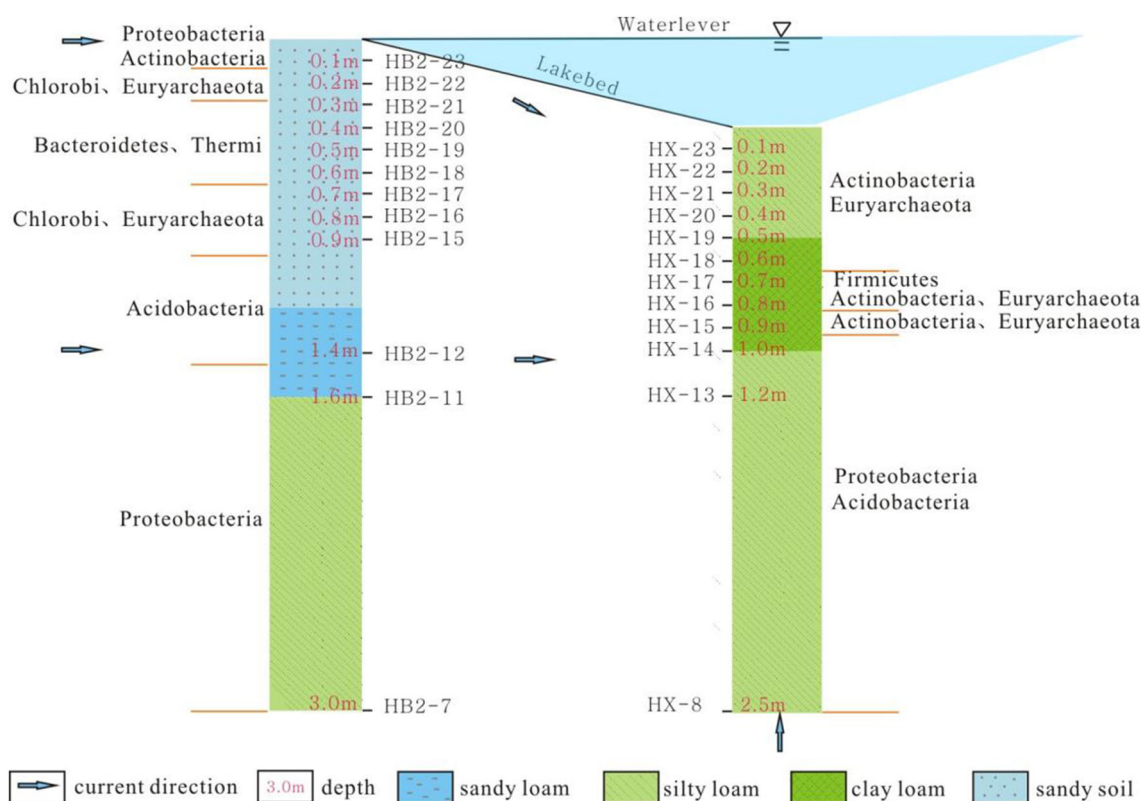 Waterlever
Proteobacteria
Actinobacteria
Chlorobi、Euryarchaeota
Bacteroidetes、Thermi
Chlorobi、Euryarchaeota
Acidobacteria
Proteobacteria
0.1m HB2-23
0.2m HB2-22
0.3m HB2-21
0.4m HB2-20
0.5m HB2-19
0.6m HB2-18
0.7m HB2-17
0.8m HB2-16
0.9m HB2-15
1.4m HB2-12
1.6m HB2-11
3.0m HB2-7
Lakebed
HX-23 0.1m
HX-22 0.2m
HX-21 0.3m
HX-20 0.4m
HX-19 0.5m
HX-18 0.6m
HX-17 0.7m
HX-16 0.8m
HX-15 0.9m
HX-14 1.0m
HX-13 1.2m
HX-8 2.5m
Actinobacteria
Euryarchaeota
Firmicutes
Actinobacteria、Euryarchaeota
Actinobacteria、Euryarchaeota
Proteobacteria
Acidobacteria
current direction 3.0m depth sandy loam silty loam clay loam sandy soil